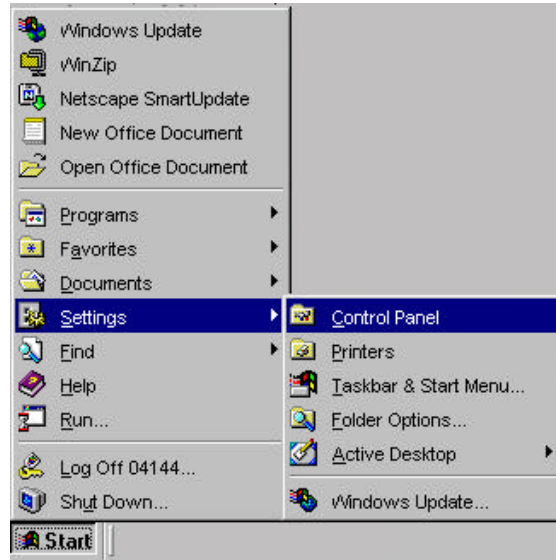 Windows Update
WinZip
Netscape SmartUpdate
New Office Document
Open Office Document
Programs
Favorites
Documents
Settings
Find
Help
Run...
Log Off 04144...
Shut Down...
Start
Control Panel
Printers
Taskbar & Start Menu...
Folder Options...
Active Desktop
Windows Update...